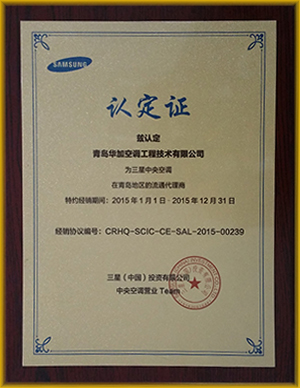 SAMSUNG
认定证
兹认定
青岛华加空调工程技术有限公司
为三星中央空调
在青岛地区的流通代理商
特约经销期间：2015年1月1日-2015年12月31日
经销协议编号：CRHQ-SCIC-CE-SAL-2015-00239
三星（中国）投资有限公司
中央空调营业 Team